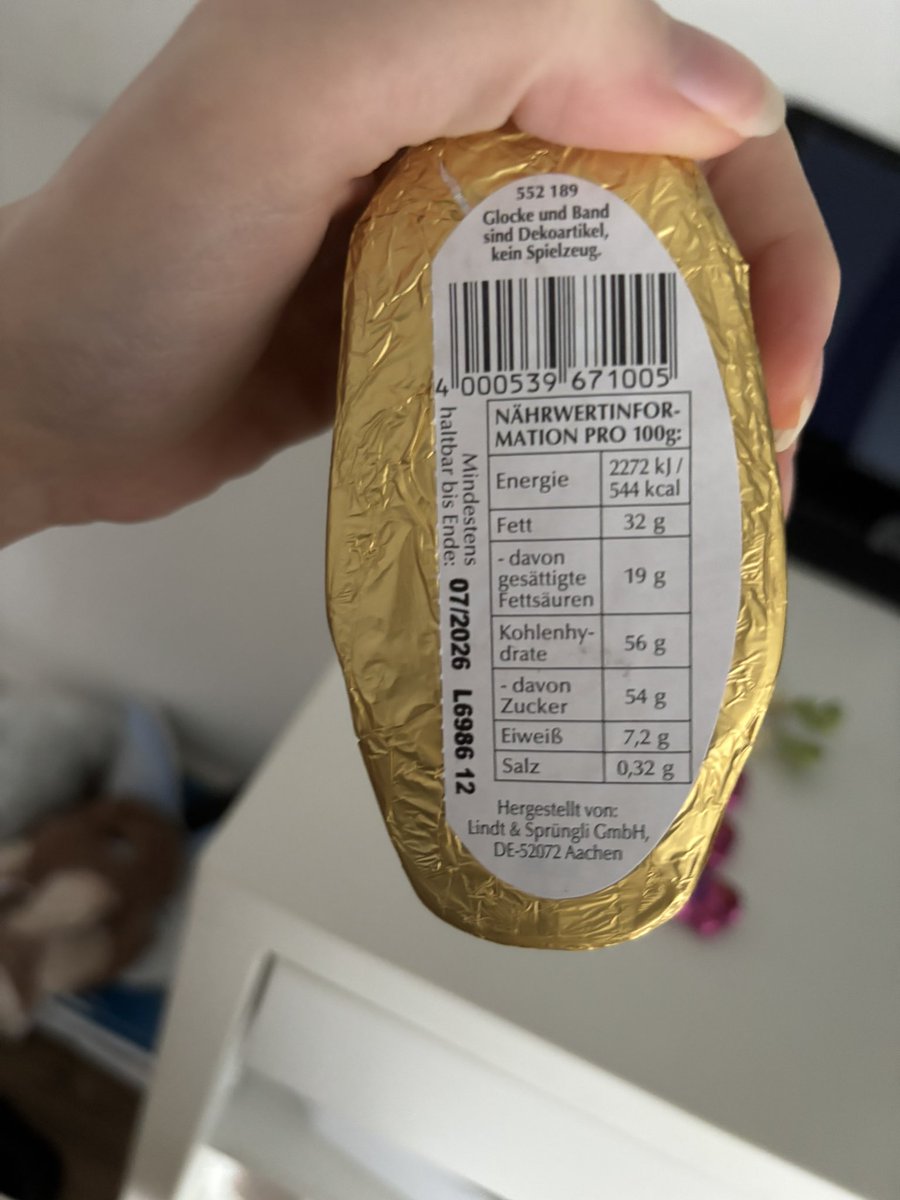 552 189
Glocke und Band
sind Dekoartikel,
kein Spielzeug.
4 000539 671005
NÄHRWERTINFOR-
MATION PRO 100g:
Energie 2272 kJ /
544 kcal
Fett 32 g
- davon
gesättigte
Fettsäuren 19 g
Kohlenhy-
drate 56 g
- davon
Zucker 54 g
Eiweiß 7,2 g
Salz 0,32 g
Mindestens
haltbar bis Ende: 07/2026 L6986 12
Hergestellt von:
Lindt & Sprüngli GmbH,
DE-52072 Aachen